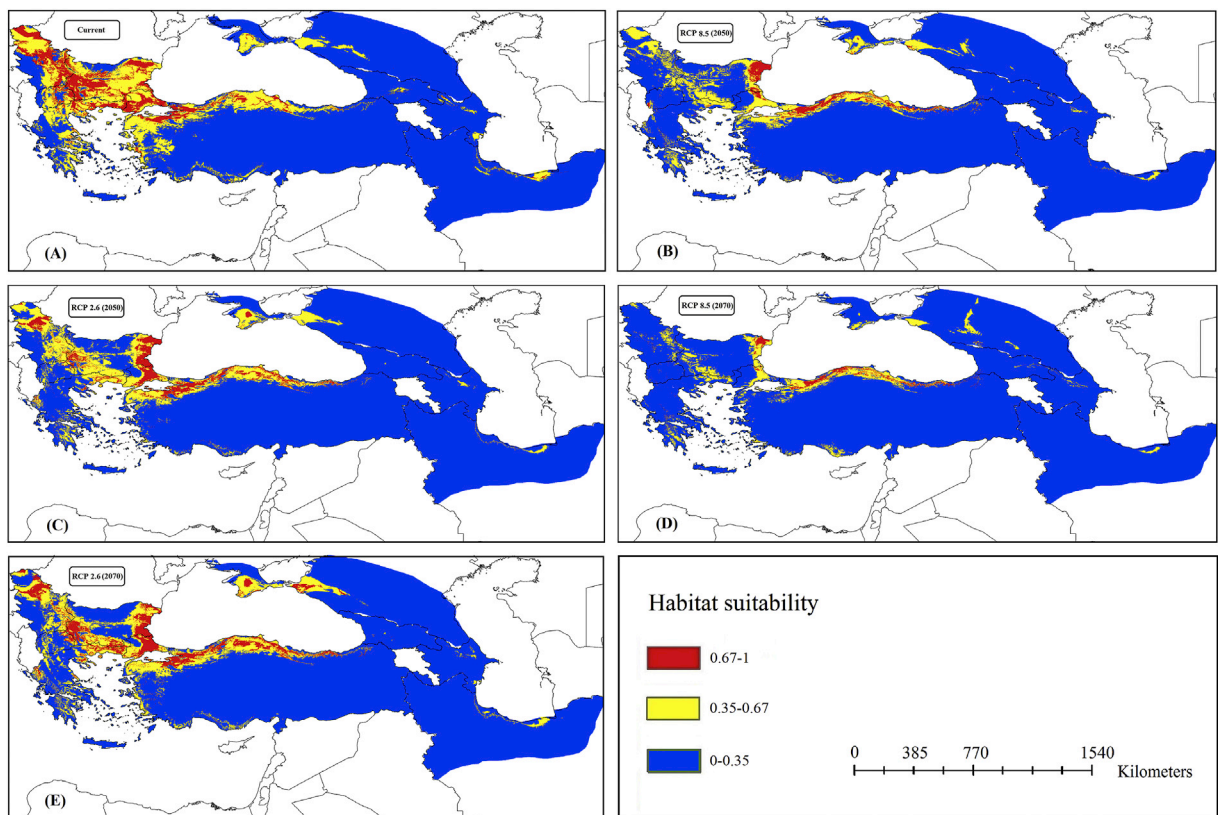 Current
(A)
RCP 8.5 (2050)
(B)
RCP 2.6 (2050)
(C)
RCP 8.5 (2070)
(D)
RCP 2.6 (2070)
(E)
Habitat suitability
0.67-1
0.35-0.67
0-0.35
0 385 770 1540
Kilometers